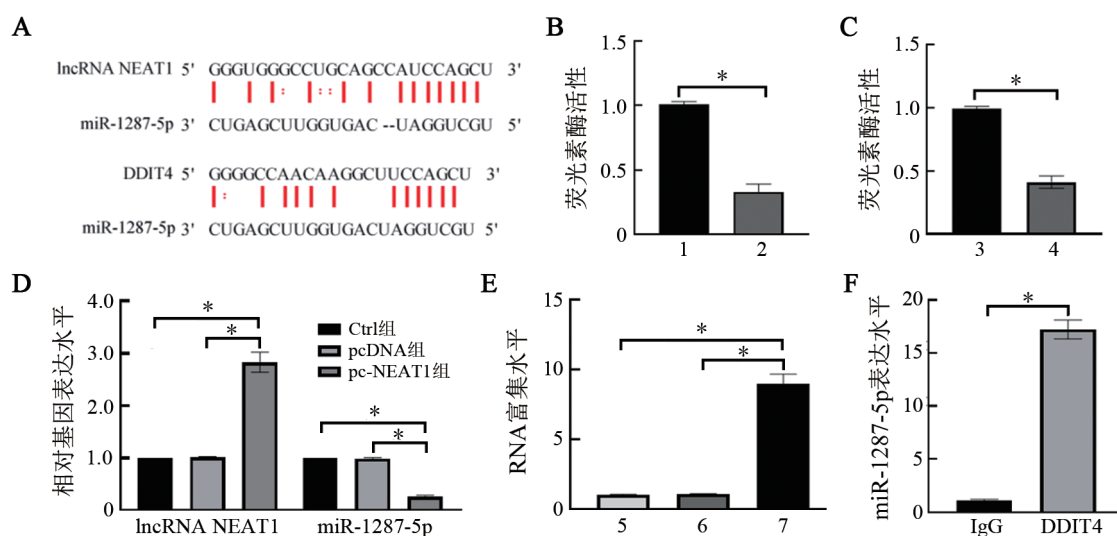 A
lncRNA NEAT1 5' GGGUGGGCCUGCAGCCAUCCAGCU 3'
miR-1287-5p 3' CUGAGCUUGGUGAC --UAGGUCGU 5'
DDIT4 5' GGGGCCAACAAGGCUUCCAGCU 3'
miR-1287-5p 3' CUGAGCUUGGUGACUAGGUCGU 5'
B
荧光素酶活性
1.5
1.0
0.5
0
*
1 2
C
荧光素酶活性
1.5
1.0
0.5
0
*
3 4
D
相对基因表达水平
4.0
3.0
2.0
1.0
0
*
*
*
*
Ctrl组
pcDNA组
pc-NEAT1组
lncRNA NEAT1 miR-1287-5p
E
RNA富集水平
15
10
5
0
*
*
5 6 7
F
miR-1287-5p表达水平
20
15
10
5
0
*
IgG DDIT4